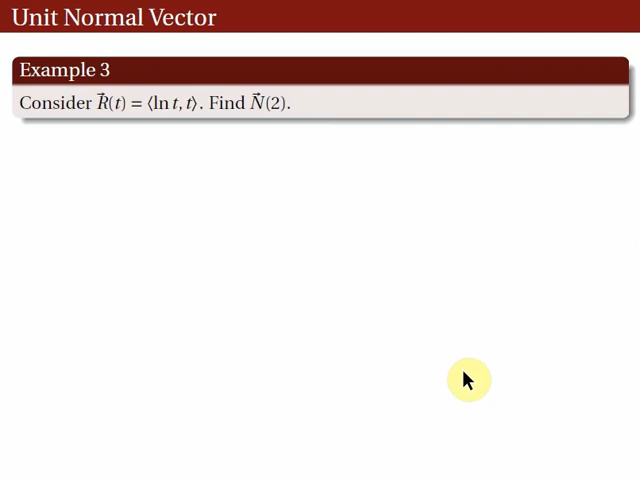 Unit Normal Vector
Example 3
Consider R⃗(t) = ⟨ln t, t⟩. Find N⃗(2).